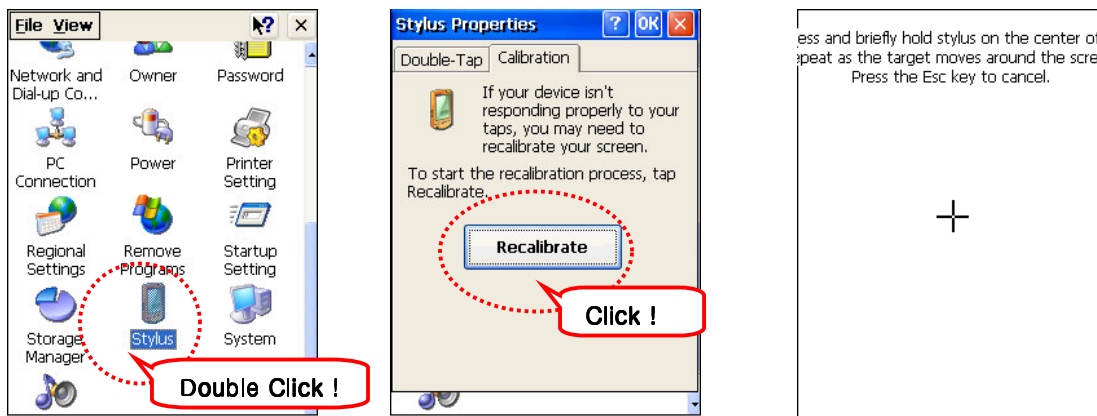 File View ? ×
Network and Dial-up Co...
Owner
Password
PC Connection
Power
Printer Setting
Regional Settings
Remove Programs
Startup Setting
Storage Manager
Stylus
System
Double Click !
Stylus Properties ? OK ×
Double-Tap Calibration
If your device isn't
responding properly to your
taps, you may need to
recalibrate your screen.
To start the recalibration process, tap
Recalibrate.
Recalibrate
Click !
ess and briefly hold stylus on the center of
epeat as the target moves around the scre
Press the Esc key to cancel.